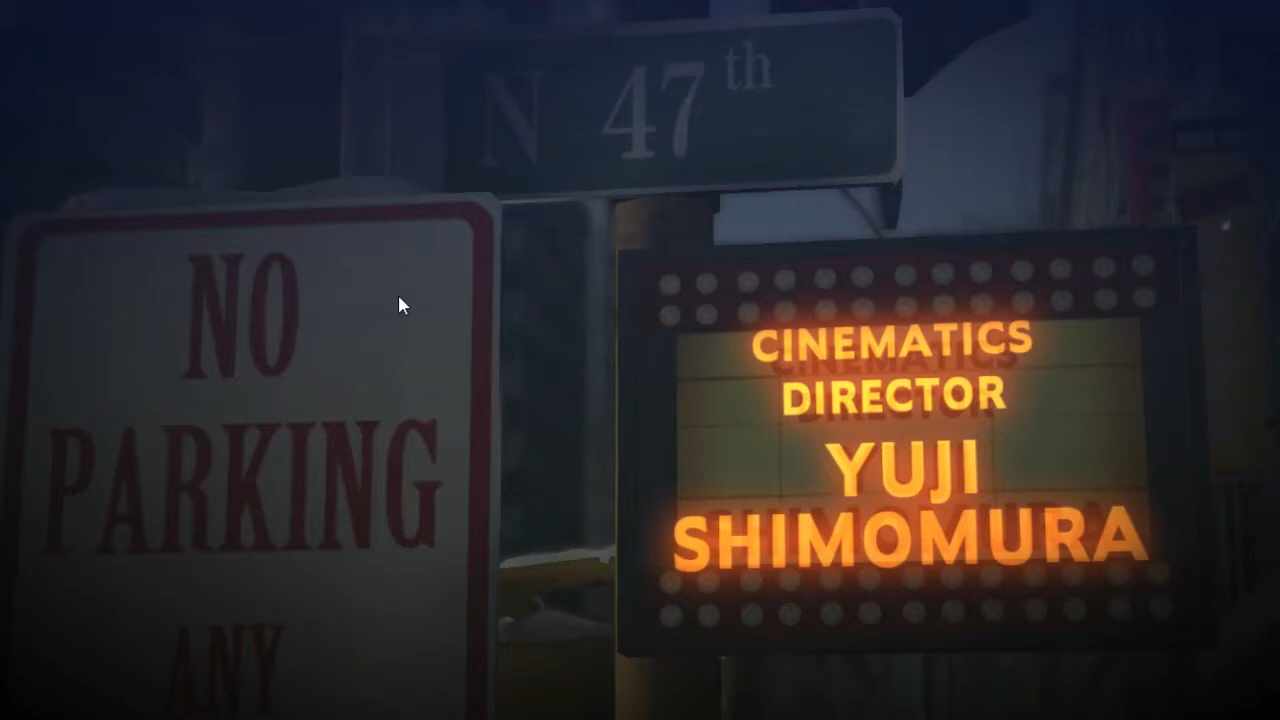 N 47th
NO
PARKING
ANY
CINEMATICS
DIRECTOR
YUJI
SHIMOMURA